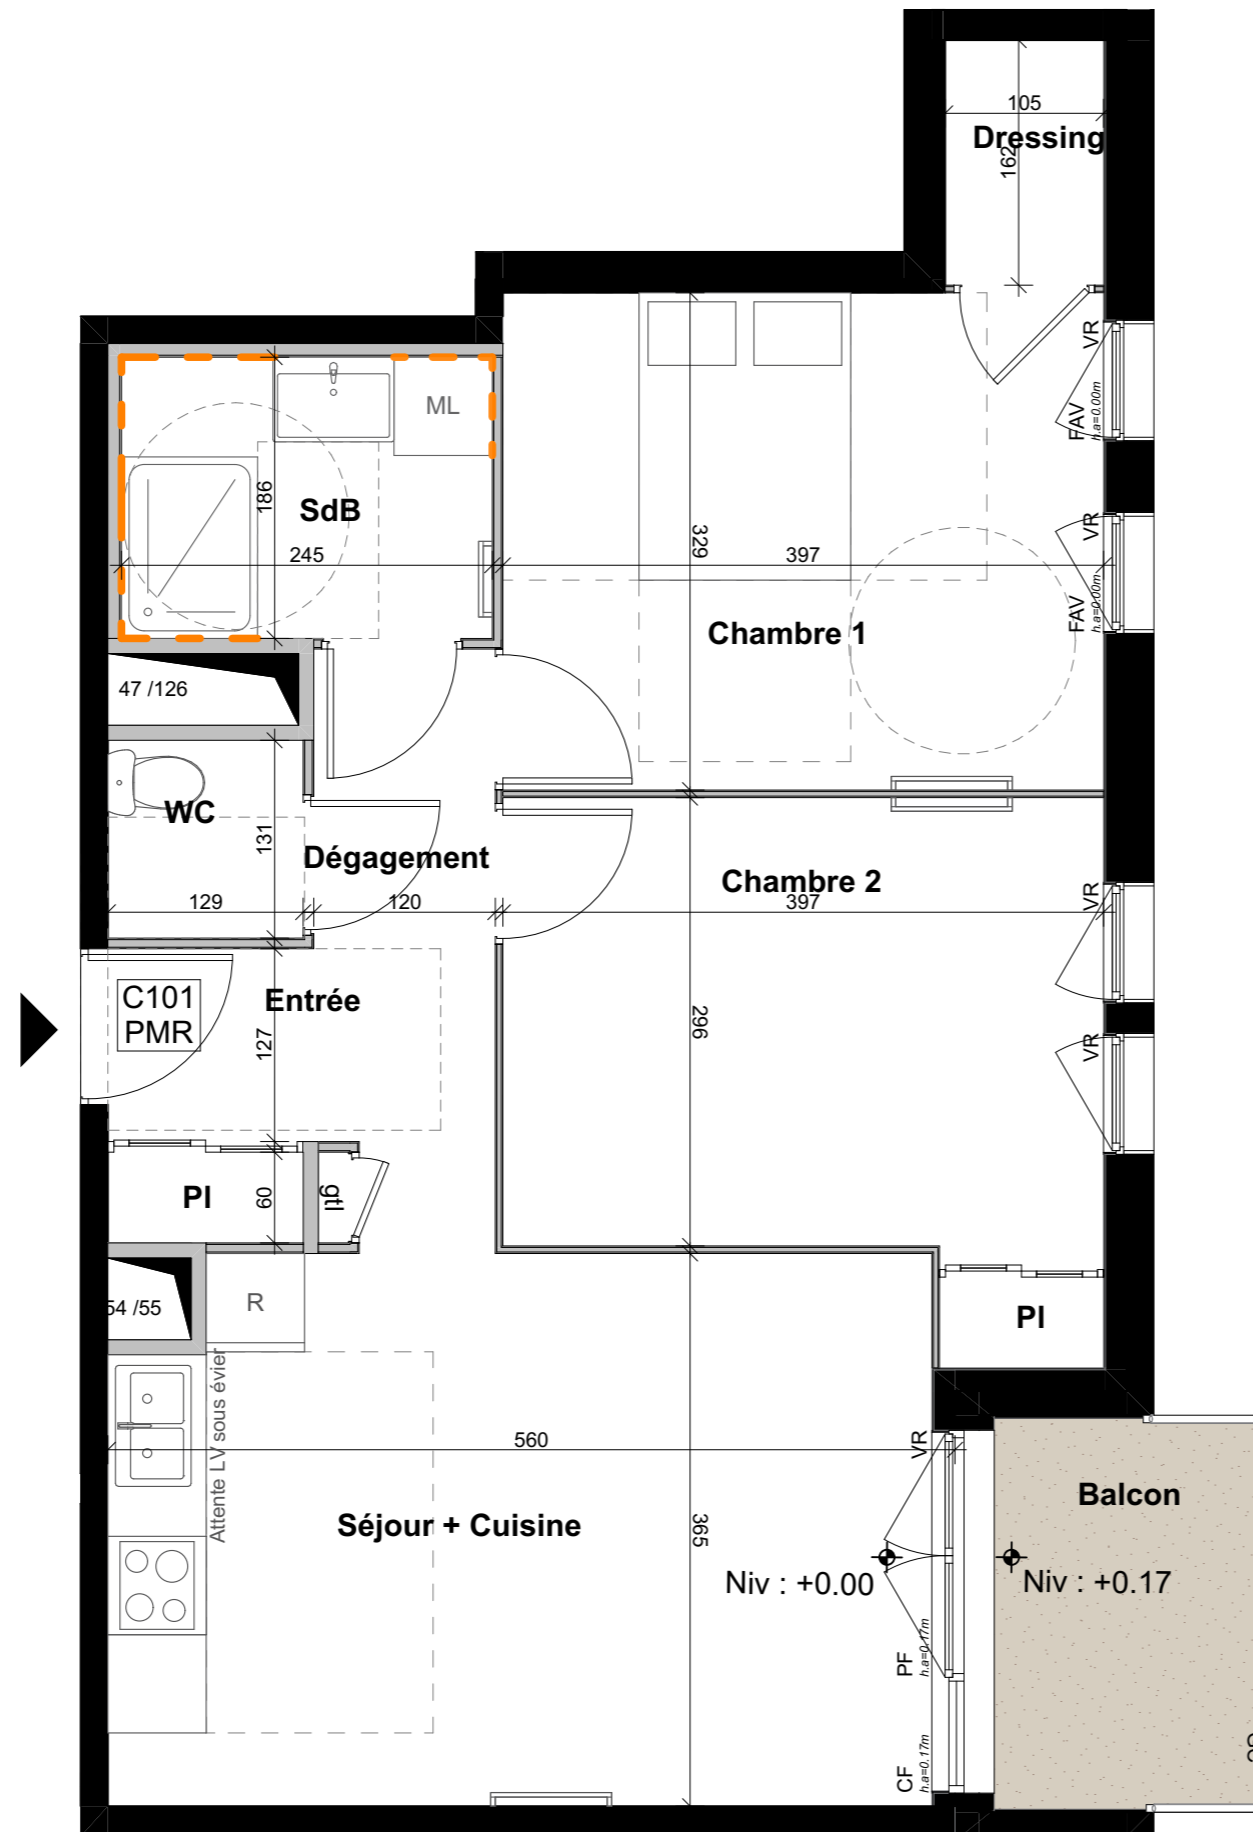 105
Dressing
162
VR
FAV
h.a=0.00m
ML
186
SdB
245
329
397
VR
FAV
h.a=0.00m
Chambre 1
47 /126
WC
131
Dégagement
Chambre 2
129
120
397
VR
C101
PMR
Entrée
127
296
VR
Pl
60
gtl
54 /55
R
Pl
Attente LV sous évier
560
VR
Balcon
Séjour + Cuisine
365
Niv : +0.00
Niv : +0.17
PF
h.a=0.17m
CF
h.a=0.17m